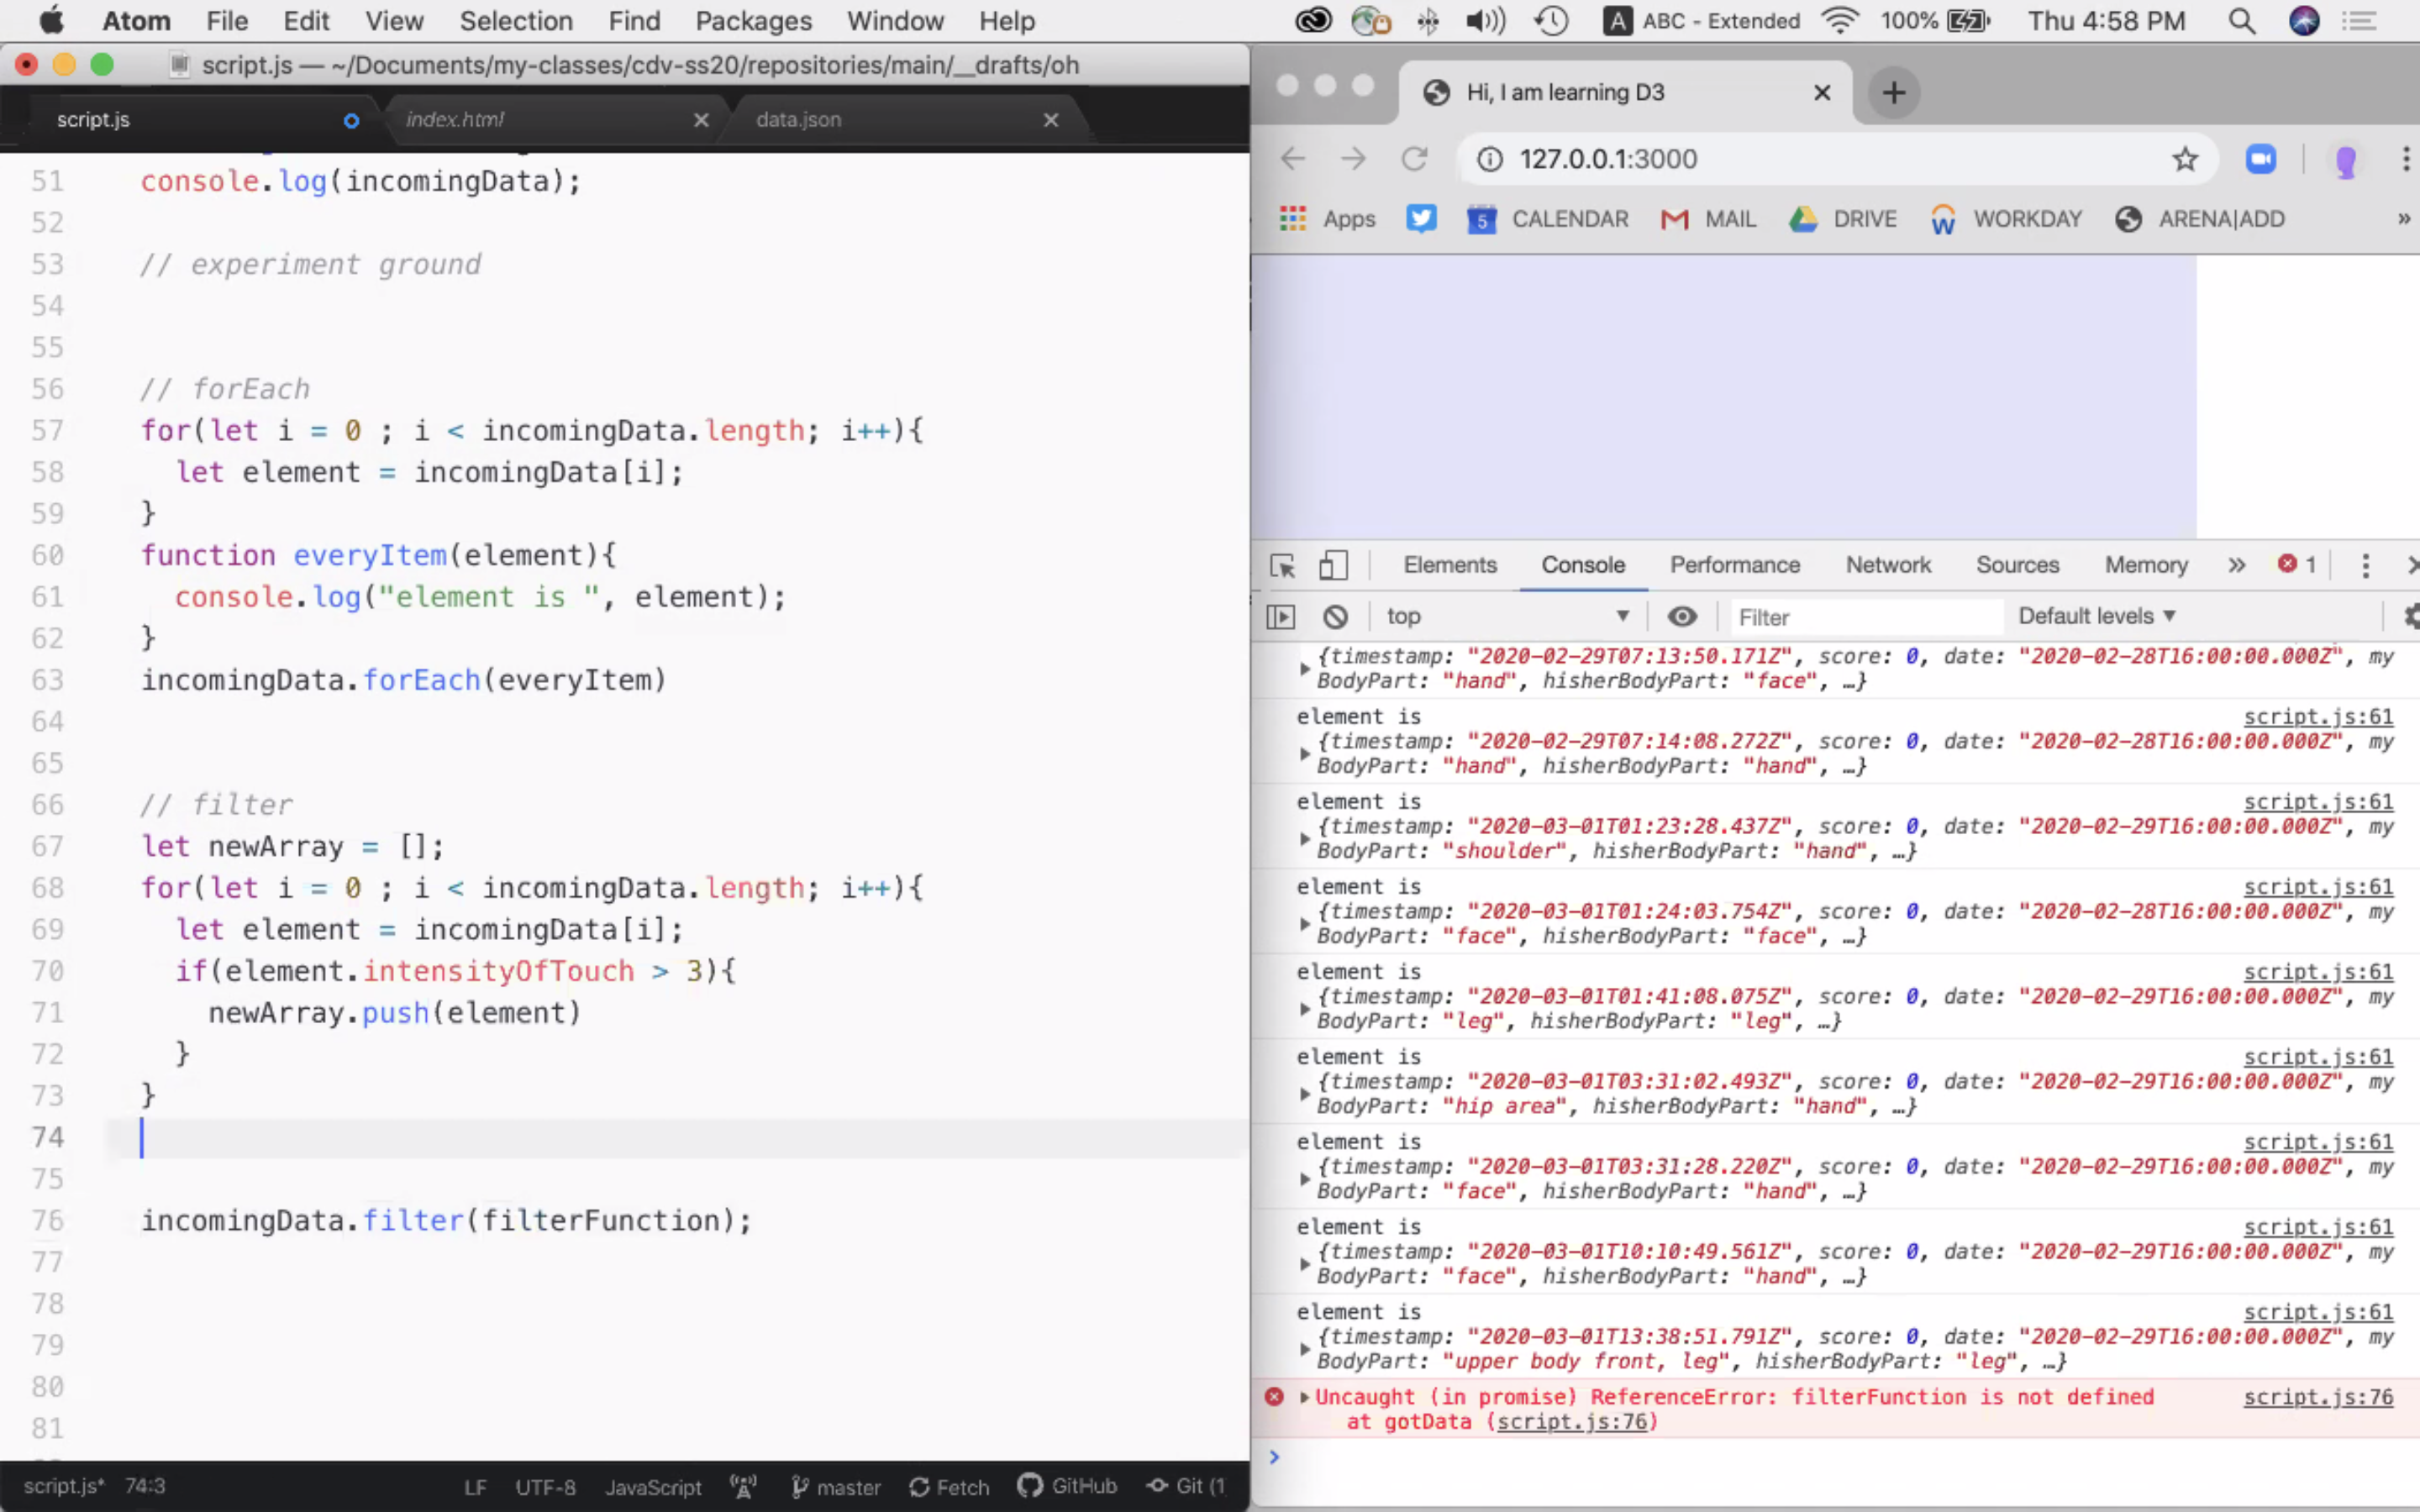 Atom File Edit View Selection Find Packages Window Help
A ABC - Extended 100% Thu 4:58 PM
script.js — ~/Documents/my-classes/cdv-ss20/repositories/main/__drafts/oh
script.js index.html data.json
51 console.log(incomingData);
52
53 // experiment ground
54
55
56 // forEach
57 for(let i = 0 ; i < incomingData.length; i++){
58 let element = incomingData[i];
59 }
60 function everyItem(element){
61 console.log("element is ", element);
62 }
63 incomingData.forEach(everyItem)
64
65
66 // filter
67 let newArray = [];
68 for(let i = 0 ; i < incomingData.length; i++){
69 let element = incomingData[i];
70 if(element.intensityOfTouch > 3){
71 newArray.push(element)
72 }
73 }
74
75
76 incomingData.filter(filterFunction);
77
78
79
80
81
script.js* 74:3 LF UTF-8 JavaScript master Fetch GitHub Git (1
Hi, I am learning D3
127.0.0.1:3000
Apps 5 CALENDAR MAIL DRIVE WORKDAY ARENA|ADD »
Elements Console Performance Network Sources Memory » 1
top Filter Default levels
{timestamp: "2020-02-29T07:13:50.171Z", score: 0, date: "2020-02-28T16:00:00.000Z", my
BodyPart: "hand", hisherBodyPart: "face", …}
element is script.js:61
{timestamp: "2020-02-29T07:14:08.272Z", score: 0, date: "2020-02-28T16:00:00.000Z", my
BodyPart: "hand", hisherBodyPart: "hand", …}
element is script.js:61
{timestamp: "2020-03-01T01:23:28.437Z", score: 0, date: "2020-02-29T16:00:00.000Z", my
BodyPart: "shoulder", hisherBodyPart: "hand", …}
element is script.js:61
{timestamp: "2020-03-01T01:24:03.754Z", score: 0, date: "2020-02-28T16:00:00.000Z", my
BodyPart: "face", hisherBodyPart: "face", …}
element is script.js:61
{timestamp: "2020-03-01T01:41:08.075Z", score: 0, date: "2020-02-29T16:00:00.000Z", my
BodyPart: "leg", hisherBodyPart: "leg", …}
element is script.js:61
{timestamp: "2020-03-01T03:31:02.493Z", score: 0, date: "2020-02-29T16:00:00.000Z", my
BodyPart: "hip area", hisherBodyPart: "hand", …}
element is script.js:61
{timestamp: "2020-03-01T03:31:28.220Z", score: 0, date: "2020-02-29T16:00:00.000Z", my
BodyPart: "face", hisherBodyPart: "hand", …}
element is script.js:61
{timestamp: "2020-03-01T10:10:49.561Z", score: 0, date: "2020-02-29T16:00:00.000Z", my
BodyPart: "face", hisherBodyPart: "hand", …}
element is script.js:61
{timestamp: "2020-03-01T13:38:51.791Z", score: 0, date: "2020-02-29T16:00:00.000Z", my
BodyPart: "upper body front, leg", hisherBodyPart: "leg", …}
Uncaught (in promise) ReferenceError: filterFunction is not defined script.js:76
at gotData (script.js:76)